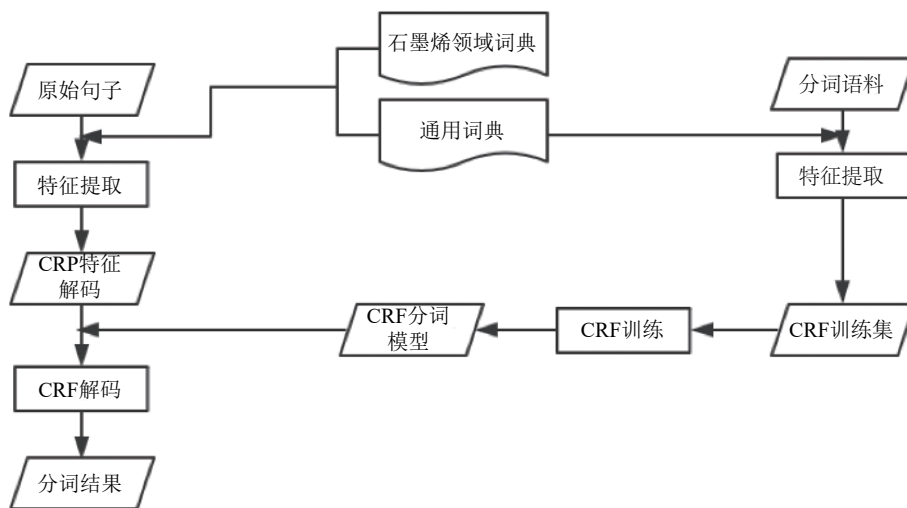 石墨烯领域词典
原始句子
分词语料
通用词典
特征提取
特征提取
CRP特征
解码
CRF分词
模型
CRF训练
CRF训练集
CRF解码
分词结果